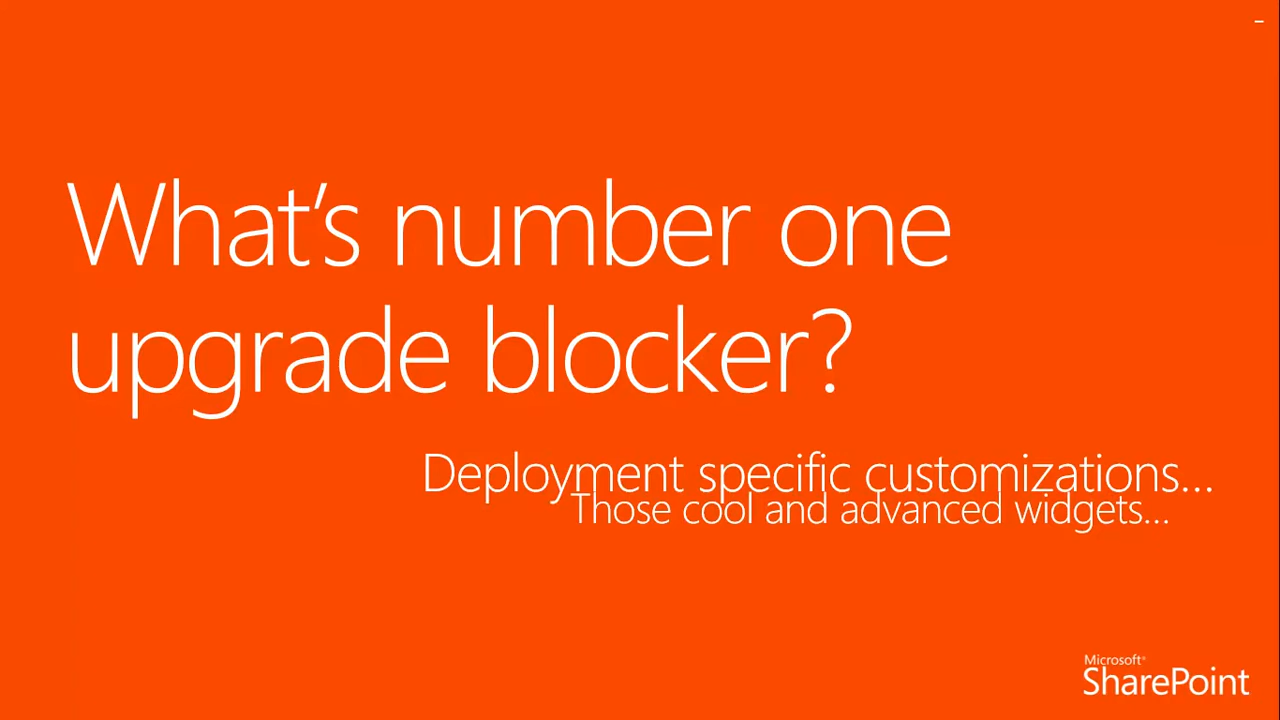 What’s number one
upgrade blocker?
Deployment specific customizations...
Those cool and advanced widgets...
Microsoft®
SharePoint